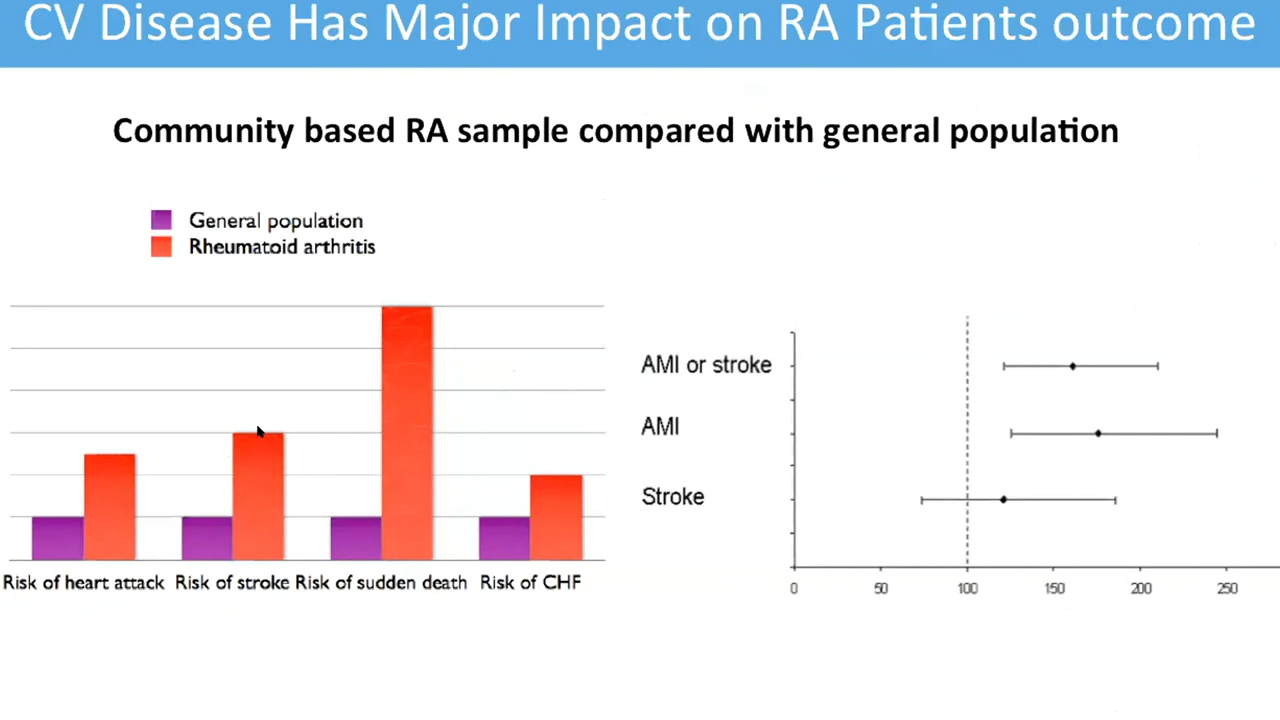 CV Disease Has Major Impact on RA Patients outcome
Community based RA sample compared with general population
General population
Rheumatoid arthritis
Risk of heart attack Risk of stroke Risk of sudden death Risk of CHF
AMI or stroke
AMI
Stroke
0 50 100 150 200 250